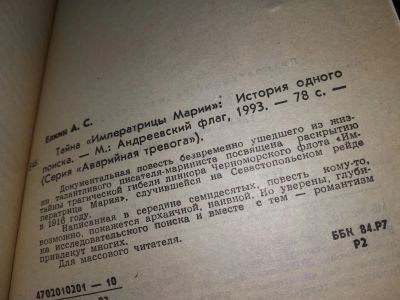 Елкин А. С.
Тайна «Императрицы Марии»: История одного
поиска. — М.: Андреевский флаг, 1993. — 78 с. —
(Серия «Аварийная тревога»).
Документальная повесть безвременно ушедшего из жиз-
ни талантливого писателя-мариниста посвящена раскрытию
тайны трагической гибели линкора Черноморского флота «Им-
ператрица Мария», случившейся на Севастопольском рейде
в 1916 году.
Написанная в середине семидесятых, повесть кому-то,
возможно, покажется архаичной, наивной. Но уверены, глуби-
на исследовательского поиска и вместе с тем — романтизм
привлекут многих.
Для массового читателя.
ББК 84.Р7
Р2
4702010201 — 10